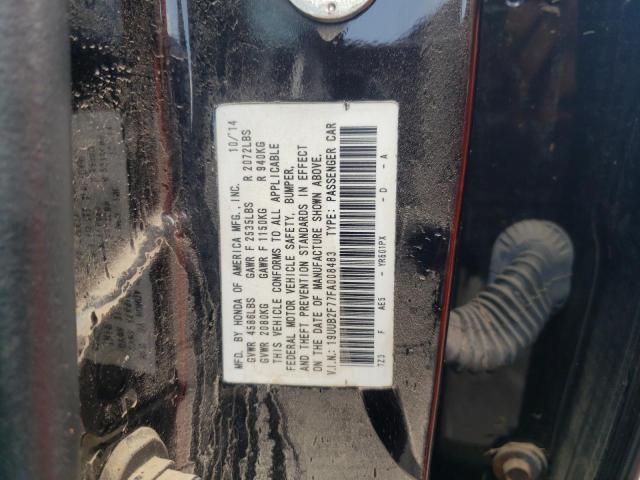 MFD. BY HONDA OF AMERICA MFG., INC. 10/14
GVWR 4586LBS GAWR F 2535LBS R 2072LBS
GVWR 2080KG GAWR F 1150KG R 940KG
THIS VEHICLE CONFORMS TO ALL APPLICABLE
FEDERAL MOTOR VEHICLE SAFETY, BUMPER,
AND THEFT PREVENTION STANDARDS IN EFFECT
ON THE DATE OF MANUFACTURE SHOWN ABOVE.
V.I.N.: 19UUB2F77FA008483 TYPE: PASSENGER CAR
TZ3 F AE5 - YR601PX - D - A